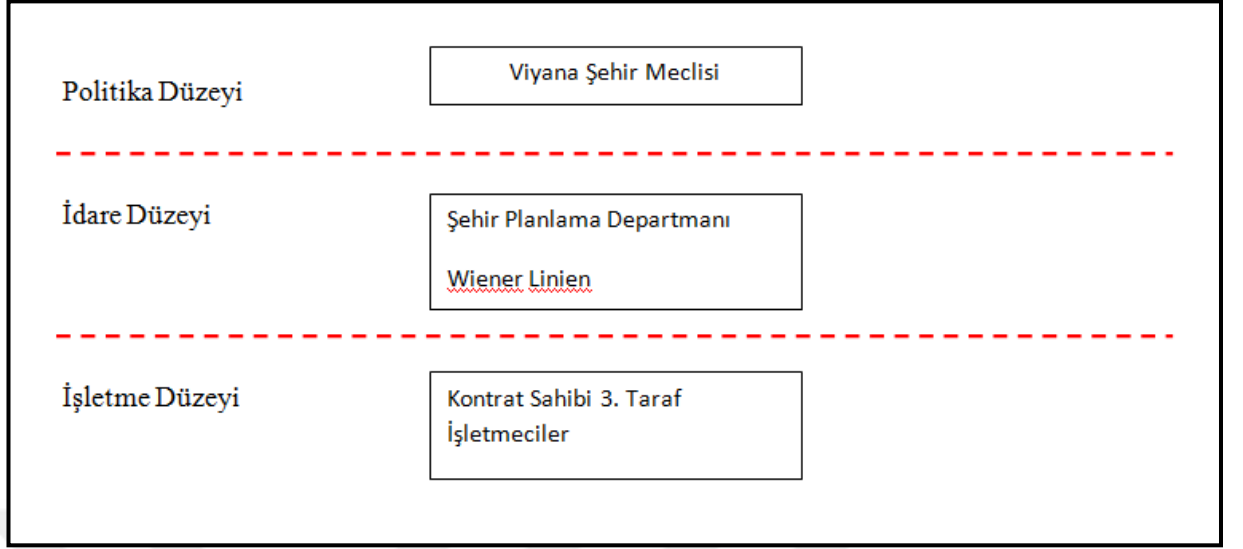 Viyana Şehir Meclisi
Politika Düzeyi
İdare Düzeyi
Şehir Planlama Departmanı
Wiener Linien
İşletme Düzeyi
Kontrat Sahibi 3. Taraf
İşletmeciler